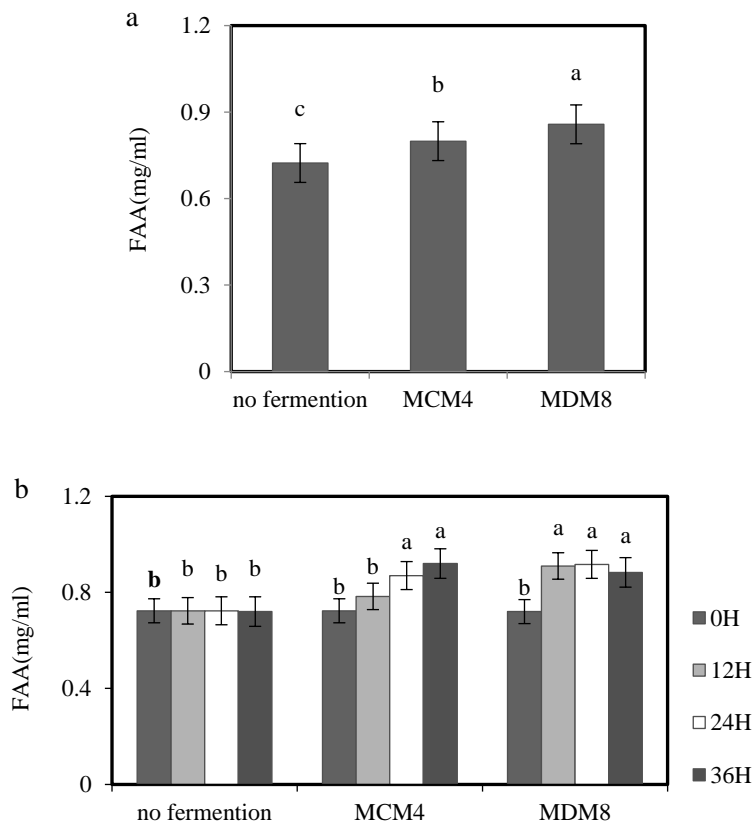 a
1.2
0.9
0.6
0.3
0
FAA(mg/ml)
c
b
a
no fermention
MCM4
MDM8
b
1.2
0.8
0.4
0
FAA(mg/ml)
b b b b
b b a a
b a a a
no fermention
MCM4
MDM8
0H
12H
24H
36H